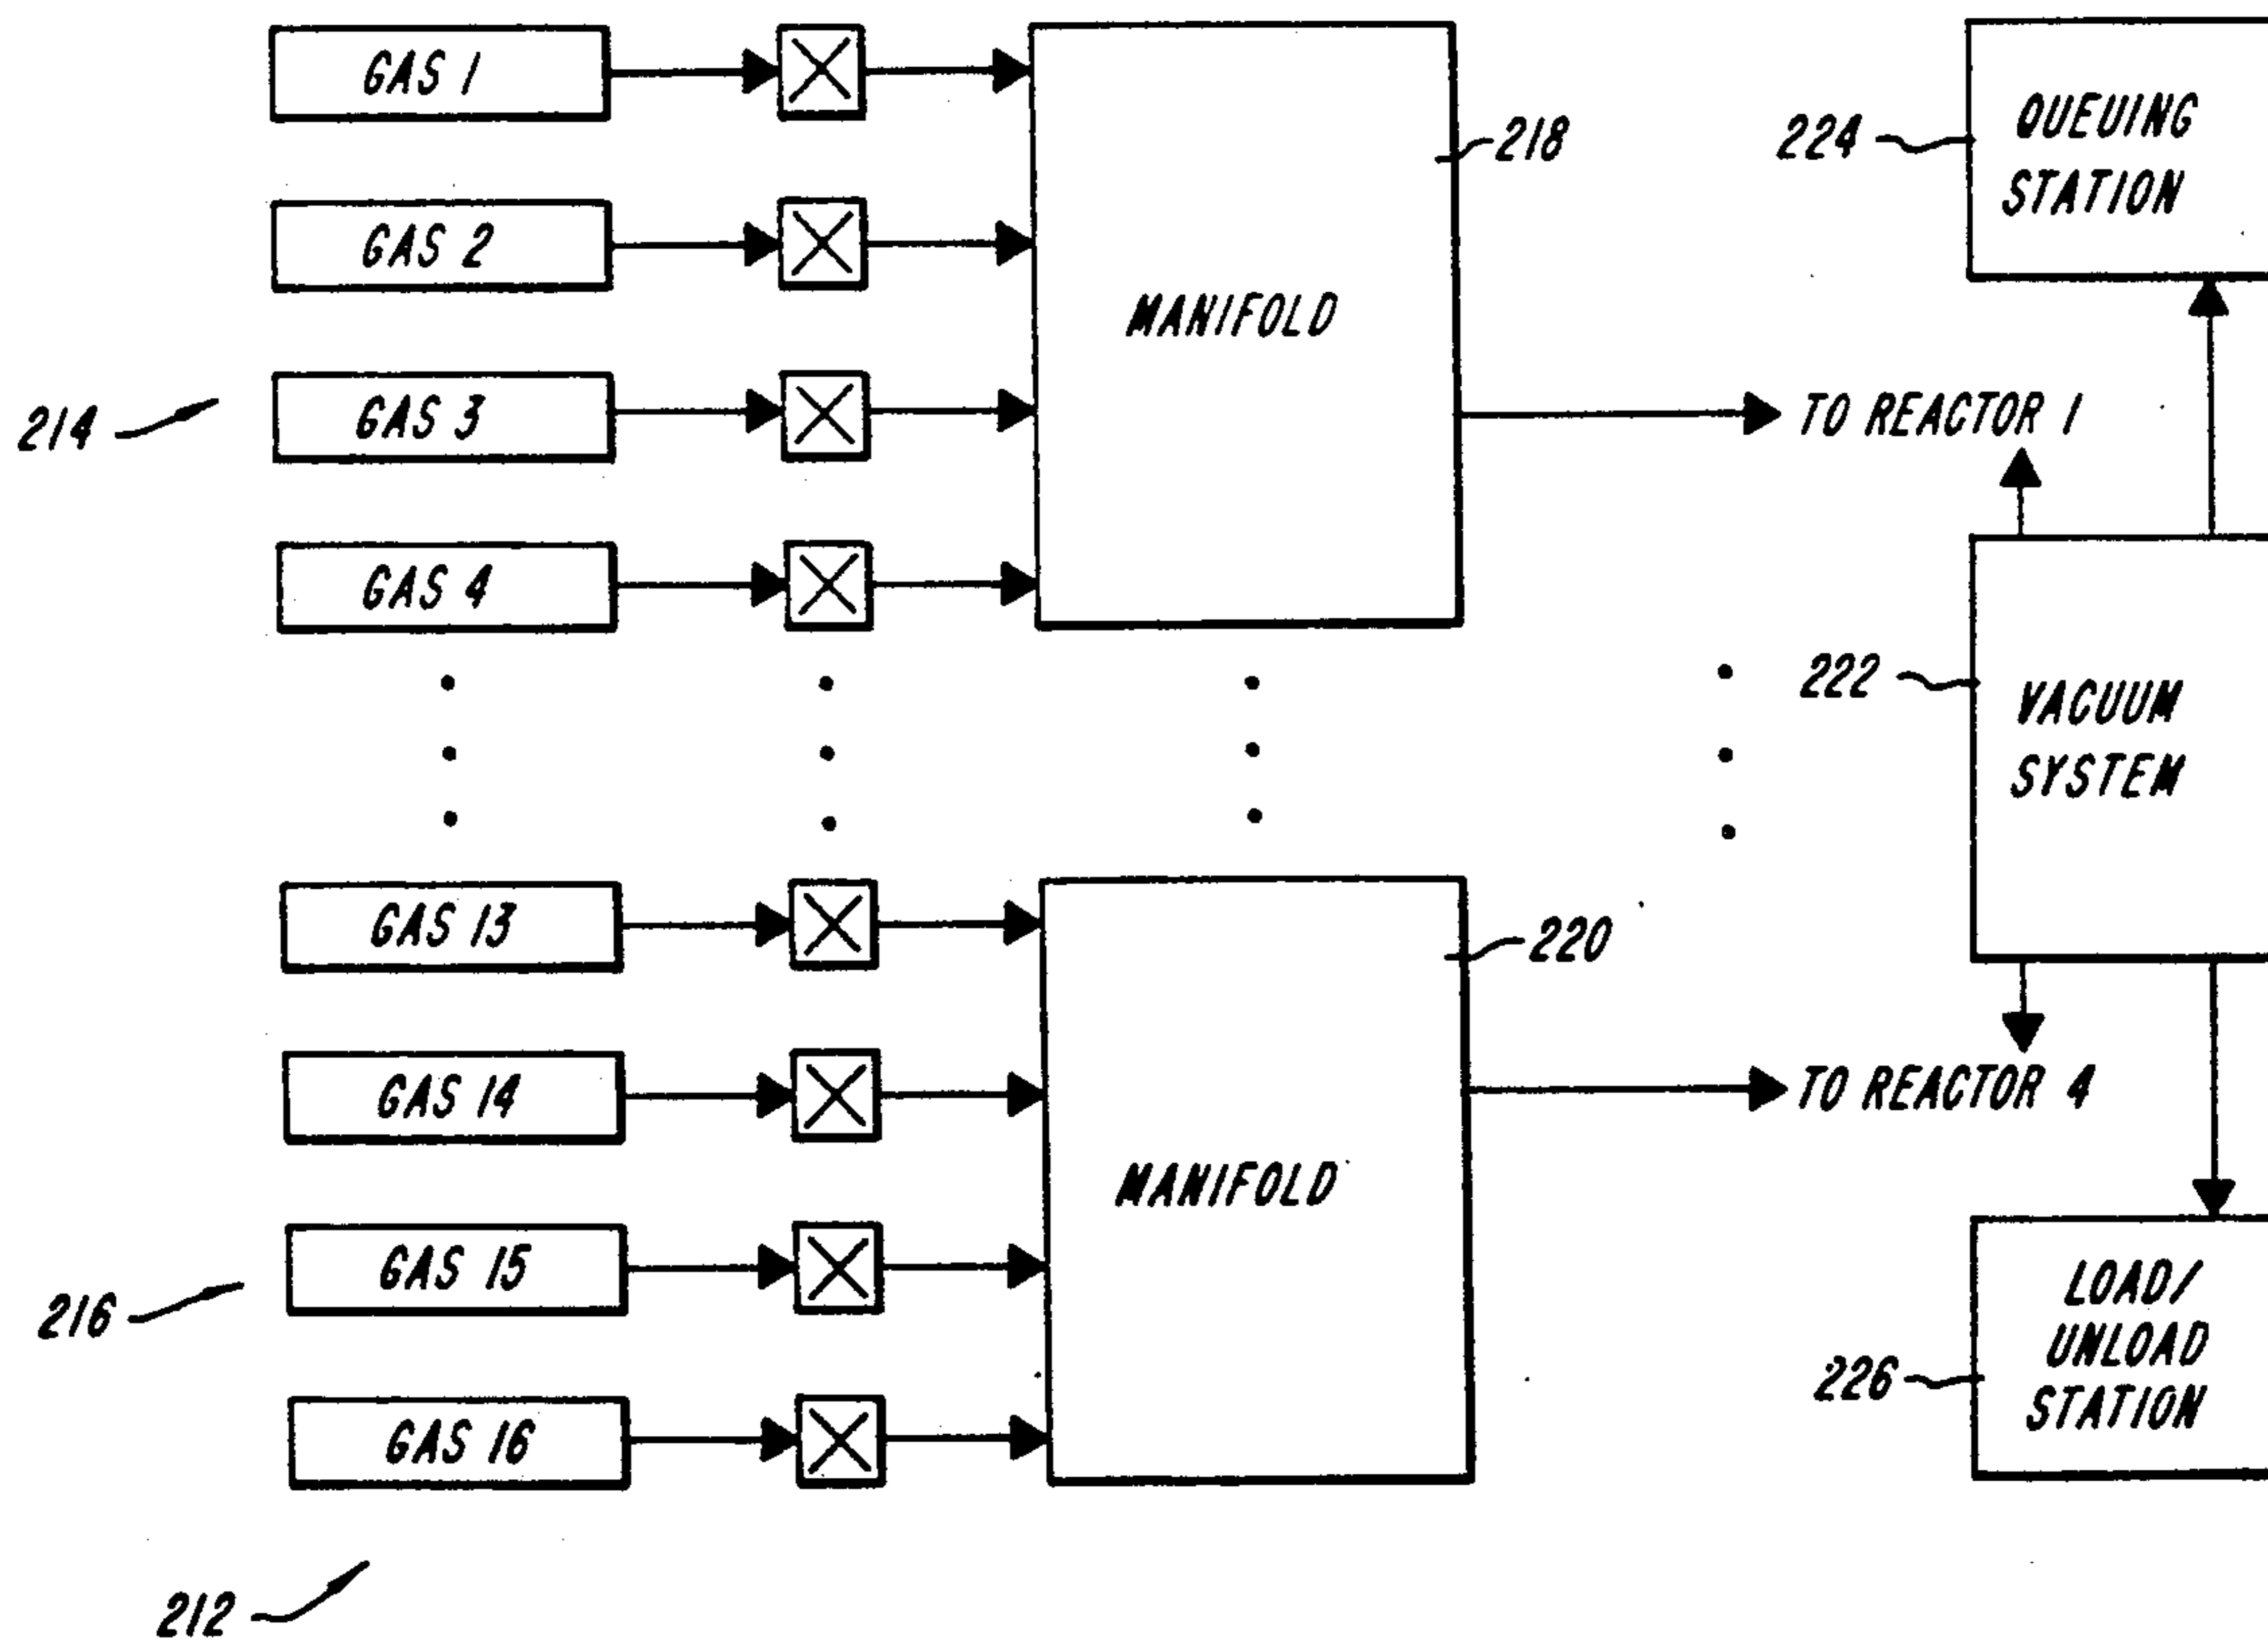 GAS 1
GAS 2
GAS 3
GAS 4
214
MANIFOLD
218
TO REACTOR 1
224
QUEUING
STATION
222
VACUUM
SYSTEM
GAS 13
GAS 14
GAS 15
GAS 16
216
MANIFOLD
220
TO REACTOR 4
226
LOAD/
UNLOAD
STATION
212